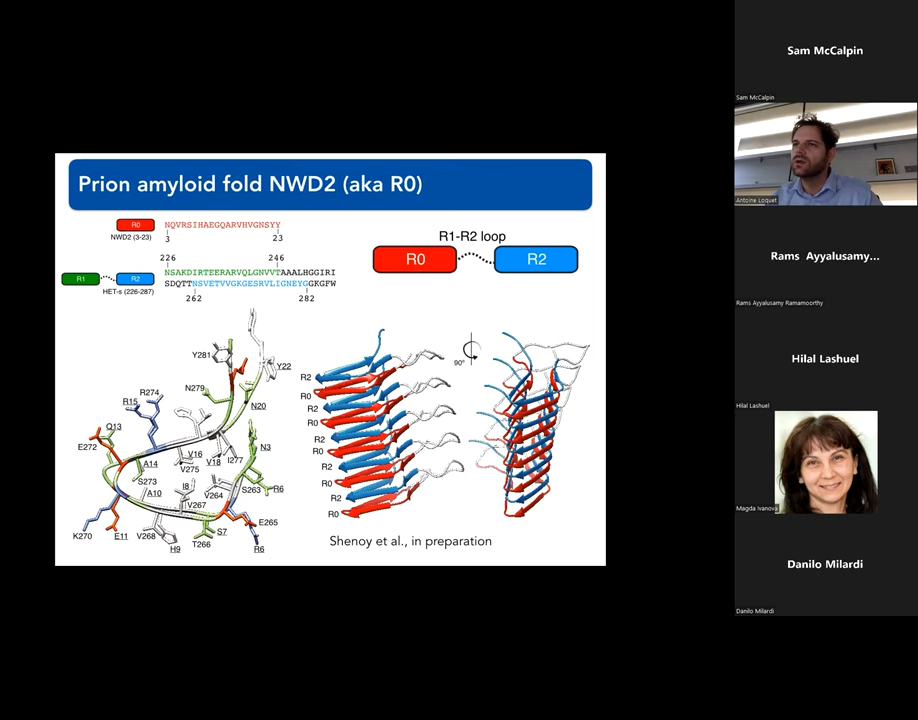 Prion amyloid fold NWD2 (aka R0)
R0
NQVRSIHAEGQARVHVGNSYY
NWD2 (3-23)
3
23
R1-R2 loop
R0
R2
226
246
R1
R2
NSAKDIRTEERARVQLGNVVTAAALHGGIRI
HET-s (226-287)
SDQTTNSVETVVGKGESRVLIGNEYGGKGFW
262
282
Y281
Y22
N279
N20
R274
R15
Q13
E272
V16
V18
I277
V275
N3
A14
S273
I8
V264
S263
R6
A10
V267
K270
E11
V268
H9
S7
T266
E265
R6
R2
R0
R2
R0
R2
R0
R2
R0
R2
R0
90°
Shenoy et al., in preparation
Sam McCalpin
Sam McCalpin
Antoine Loquet
Rams Ayyalusamy...
Rams Ayyalusamy Ramamoorthy
Hilal Lashuel
Hilal Lashuel
Magda Ivanova
Danilo Milardi
Danilo Milardi